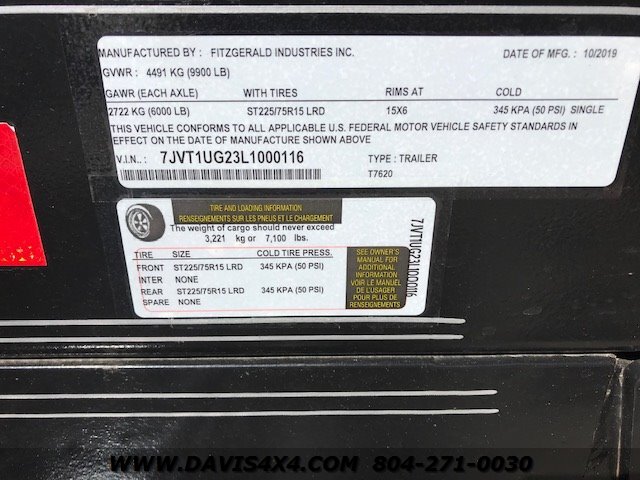 MANUFACTURED BY: FITZGERALD INDUSTRIES INC. DATE OF MFG. : 10/2019
GVWR : 4491 KG (9900 LB)
GAWR (EACH AXLE) WITH TIRES RIMS AT COLD
2722 KG (6000 LB) ST225/75R15 LRD 15X6 345 KPA (50 PSI) SINGLE
THIS VEHICLE CONFORMS TO ALL APPLICABLE U.S. FEDERAL MOTOR VEHICLE SAFETY STANDARDS IN
EFFECT ON THE DATE OF MANUFACTURE SHOWN ABOVE
V.I.N.: 7JVT1UG23L1000116 TYPE : TRAILER
T7620
TIRE AND LOADING INFORMATION
RENSEIGNEMENTS SUR LES PNEUS ET LE CHARGEMENT
The weight of cargo should never exceed
3,221 kg or 7,100 lbs.
TIRE SIZE COLD TIRE PRESS.
FRONT ST225/75R15 LRD 345 KPA (50 PSI)
INTER NONE
REAR ST225/75R15 LRD 345 KPA (50 PSI)
SPARE NONE
SEE OWNER'S
MANUAL FOR
ADDITIONAL
INFORMATION
VOIR LE MANUEL
DE L'USAGER
POUR PLUS DE
RENSEIGNEMENTS
7JVT1UG23L1000116
WWW.DAVIS4X4.COM 804-271-0030